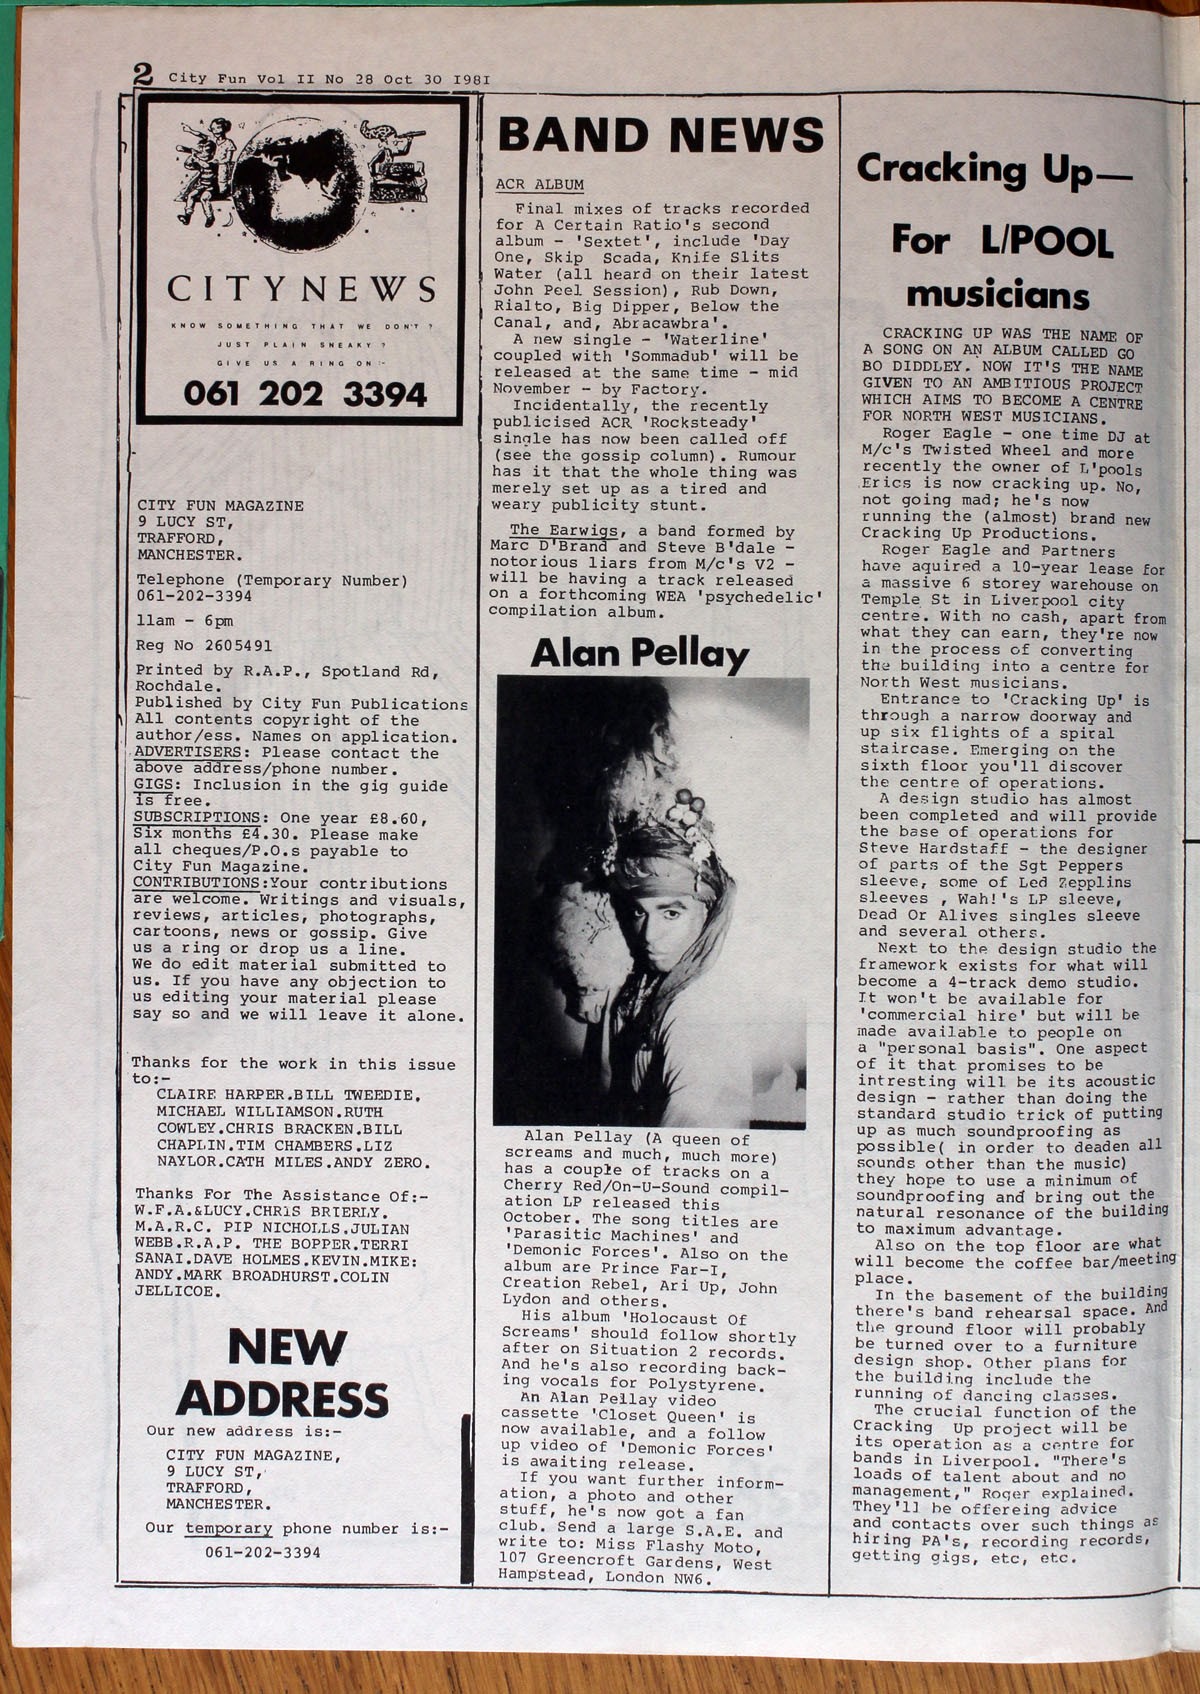 2 City Fun Vol II No 28 Oct 30 1981
CITYNEWS
KNOW SOMETHING THAT WE DON'T ?
JUST PLAIN SNEAKY ?
GIVE US A RING ON:-
061 202 3394
CITY FUN MAGAZINE
9 LUCY ST,
TRAFFORD,
MANCHESTER.
Telephone (Temporary Number)
061-202-3394
11am - 6pm
Reg No 2605491
Printed by R.A.P., Spotland Rd,
Rochdale.
Published by City Fun Publications
All contents copyright of the
author/ess. Names on application.
ADVERTISERS: Please contact the
above address/phone number.
GIGS: Inclusion in the gig guide
is free.
SUBSCRIPTIONS: One year £8.60,
Six months £4.30. Please make
all cheques/P.O.s payable to
City Fun Magazine.
CONTRIBUTIONS:Your contributions
are welcome. Writings and visuals,
reviews, articles, photographs,
cartoons, news or gossip. Give
us a ring or drop us a line.
We do edit material submitted to
us. If you have any objection to
us editing your material please
say so and we will leave it alone.
Thanks for the work in this issue
to:-
CLAIRE HARPER.BILL TWEEDIE.
MICHAEL WILLIAMSON.RUTH
COWLEY.CHRIS BRACKEN.BILL
CHAPLIN.TIM CHAMBERS.LIZ
NAYLOR.CATH MILES.ANDY ZERO.
Thanks For The Assistance Of:-
W.F.A.&LUCY.CHRIS BRIERLY.
M.A.R.C. PIP NICHOLLS.JULIAN
WEBB.R.A.P. THE BOPPER.TERRI
SANAI.DAVE HOLMES.KEVIN.MIKE:
ANDY.MARK BROADHURST.COLIN
JELLICOE.
NEW
ADDRESS
Our new address is:-
CITY FUN MAGAZINE,
9 LUCY ST,
TRAFFORD,
MANCHESTER.
Our temporary phone number is:-
061-202-3394
BAND NEWS
ACR ALBUM
Final mixes of tracks recorded
for A Certain Ratio's second
album - 'Sextet', include 'Day
One, Skip Scada, Knife Slits
Water (all heard on their latest
John Peel Session), Rub Down,
Rialto, Big Dipper, Below the
Canal, and, Abracawbra'.
A new single - 'Waterline'
coupled with 'Sommadub' will be
released at the same time - mid
November - by Factory.
Incidentally, the recently
publicised ACR 'Rocksteady'
single has now been called off
(see the gossip column). Rumour
has it that the whole thing was
merely set up as a tired and
weary publicity stunt.
The Earwigs, a band formed by
Marc D'Brand and Steve B'dale -
notorious liars from M/c's V2 -
will be having a track released
on a forthcoming WEA 'psychedelic'
compilation album.
Alan Pellay
Alan Pellay (A queen of
screams and much, much more)
has a couple of tracks on a
Cherry Red/On-U-Sound compil-
ation LP released this
October. The song titles are
'Parasitic Machines' and
'Demonic Forces'. Also on the
album are Prince Far-I,
Creation Rebel, Ari Up, John
Lydon and others.
His album 'Holocaust Of
Screams' should follow shortly
after on Situation 2 records.
And he's also recording back-
ing vocals for Polystyrene.
An Alan Pellay video
cassette 'Closet Queen' is
now available, and a follow
up video of 'Demonic Forces'
is awaiting release.
If you want further inform-
ation, a photo and other
stuff, he's now got a fan
club. Send a large S.A.E. and
write to: Miss Flashy Moto,
107 Greencroft Gardens, West
Hampstead, London NW6.
Cracking Up—
For L/POOL
musicians
CRACKING UP WAS THE NAME OF
A SONG ON AN ALBUM CALLED GO
BO DIDDLEY. NOW IT'S THE NAME
GIVEN TO AN AMBITIOUS PROJECT
WHICH AIMS TO BECOME A CENTRE
FOR NORTH WEST MUSICIANS.
Roger Eagle - one time DJ at
M/c's Twisted Wheel and more
recently the owner of L'pools
Erics is now cracking up. No,
not going mad; he's now
running the (almost) brand new
Cracking Up Productions.
Roger Eagle and Partners
have aquired a 10-year lease for
a massive 6 storey warehouse on
Temple St in Liverpool city
centre. With no cash, apart from
what they can earn, they're now
in the process of converting
the building into a centre for
North West musicians.
Entrance to 'Cracking Up' is
through a narrow doorway and
up six flights of a spiral
staircase. Emerging on the
sixth floor you'll discover
the centre of operations.
A design studio has almost
been completed and will provide
the base of operations for
Steve Hardstaff - the designer
of parts of the Sgt Peppers
sleeve, some of Led Zepplins
sleeves , Wah!'s LP sleeve,
Dead Or Alives singles sleeve
and several others.
Next to the design studio the
framework exists for what will
become a 4-track demo studio.
It won't be available for
'commercial hire' but will be
made available to people on
a "personal basis". One aspect
of it that promises to be
intresting will be its acoustic
design - rather than doing the
standard studio trick of putting
up as much soundproofing as
possible( in order to deaden all
sounds other than the music)
they hope to use a minimum of
soundproofing and bring out the
natural resonance of the building
to maximum advantage.
Also on the top floor are what
will become the coffee bar/meeting
place.
In the basement of the building
there's band rehearsal space. And
the ground floor will probably
be turned over to a furniture
design shop. Other plans for
the building include the
running of dancing classes.
The crucial function of the
Cracking Up project will be
its operation as a centre for
bands in Liverpool. "There's
loads of talent about and no
management," Roger explained.
They'll be offereing advice
and contacts over such things as
hiring PA's, recording records,
getting gigs, etc, etc.